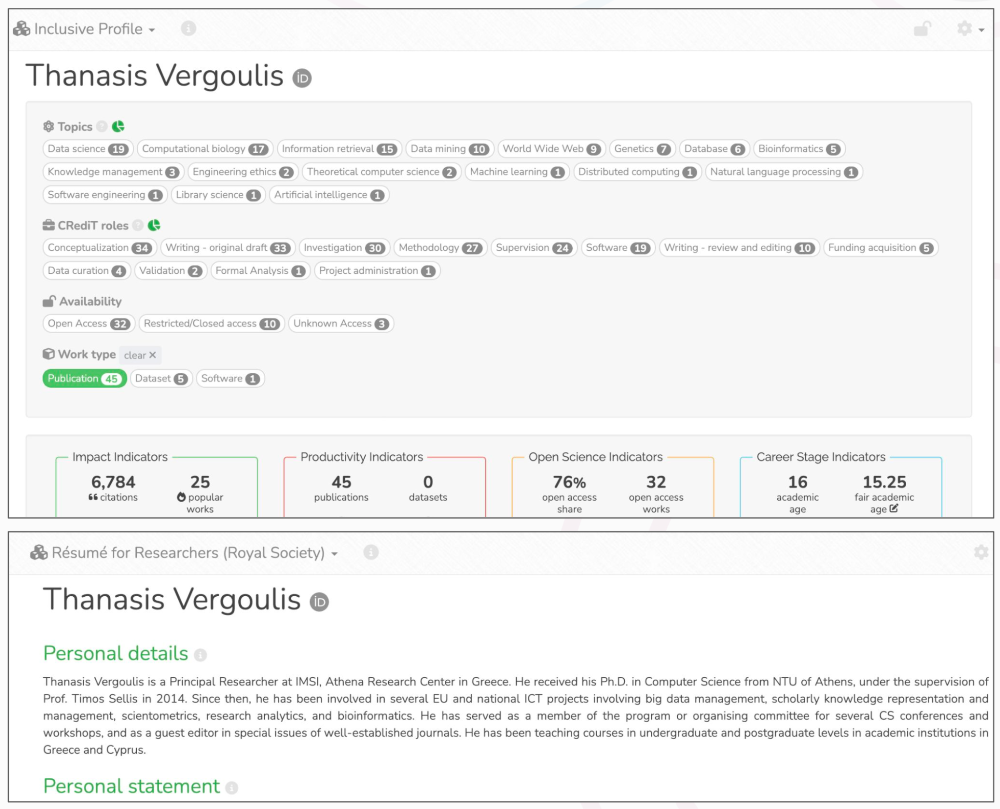 Inclusive Profile
Thanasis Vergoulis iD
Topics
Data science 19 Computational biology 17 Information retrieval 15 Data mining 10 World Wide Web 9 Genetics 7 Database 6 Bioinformatics 5
Knowledge management 3 Engineering ethics 2 Theoretical computer science 2 Machine learning 1 Distributed computing 1 Natural language processing 1
Software engineering 1 Library science 1 Artificial intelligence 1
CRediT roles
Conceptualization 34 Writing - original draft 33 Investigation 30 Methodology 27 Supervision 24 Software 19 Writing - review and editing 10 Funding acquisition 5
Data curation 4 Validation 2 Formal Analysis 1 Project administration 1
Availability
Open Access 32 Restricted/Closed access 10 Unknown Access 3
Work type clear ×
Publication 45 Dataset 5 Software 1
Impact Indicators
6,784 25
citations popular
works
Productivity Indicators
45 0
publications datasets
Open Science Indicators
76% 32
open access open access
share works
Career Stage Indicators
16 15.25
academic fair academic
age age
Résumé for Researchers (Royal Society)
Thanasis Vergoulis iD
Personal details
Thanasis Vergoulis is a Principal Researcher at IMSI, Athena Research Center in Greece. He received his Ph.D. in Computer Science from NTU of Athens, under the supervision of
Prof. Timos Sellis in 2014. Since then, he has been involved in several EU and national ICT projects involving big data management, scholarly knowledge representation and
management, scientometrics, research analytics, and bioinformatics. He has served as a member of the program or organising committee for several CS conferences and
workshops, and as a guest editor in special issues of well-established journals. He has been teaching courses in undergraduate and postgraduate levels in academic institutions in
Greece and Cyprus.
Personal statement